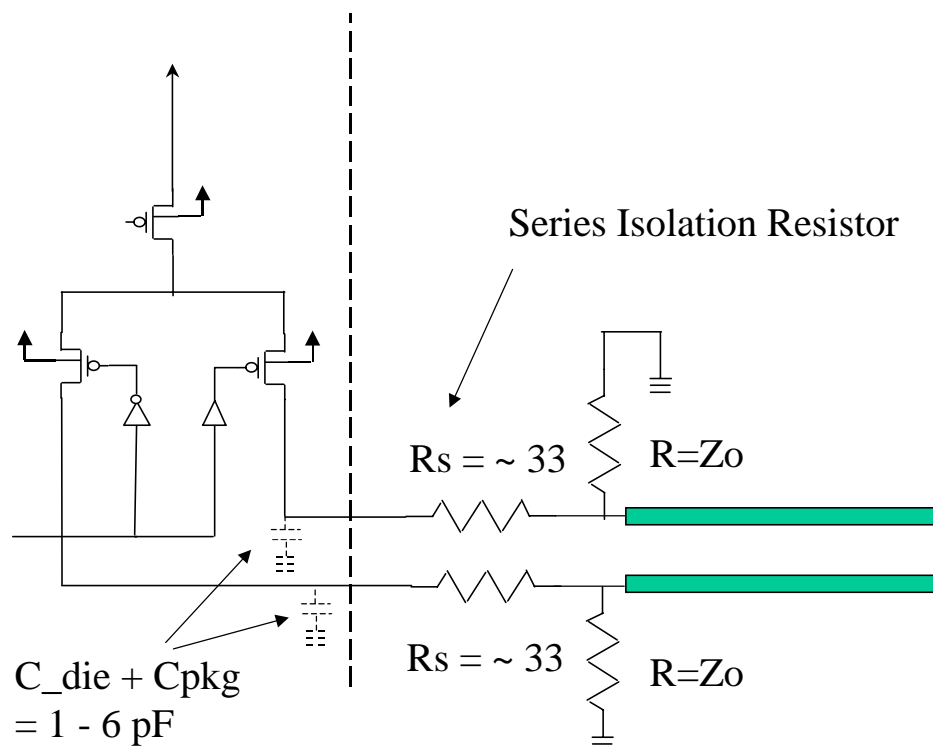 Series Isolation Resistor
Rs = ~ 33
R=Zo
Rs = ~ 33
R=Zo
C_die + Cpkg
= 1 - 6 pF